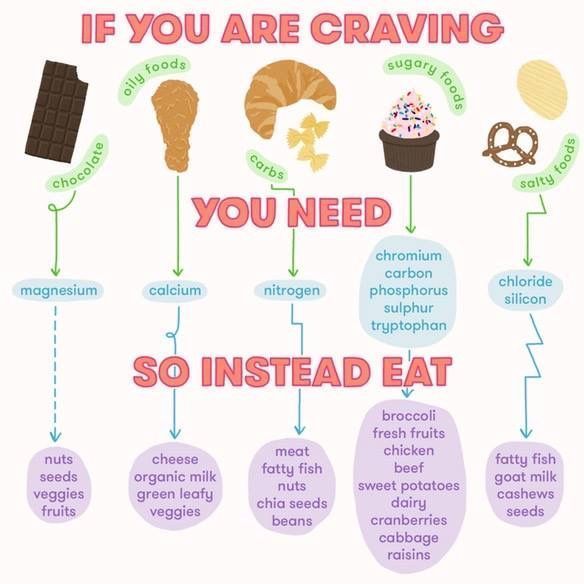 IF YOU ARE CRAVING
chocolate
oily foods
carbs
sugary foods
salty foods
YOU NEED
magnesium
calcium
nitrogen
chromium
carbon
phosphorus
sulphur
tryptophan
chloride
silicon
SO INSTEAD EAT
nuts
seeds
veggies
fruits
cheese
organic milk
green leafy
veggies
meat
fatty fish
nuts
chia seeds
beans
broccoli
fresh fruits
chicken
beef
sweet potatoes
dairy
cranberries
cabbage
raisins
fatty fish
goat milk
cashews
seeds